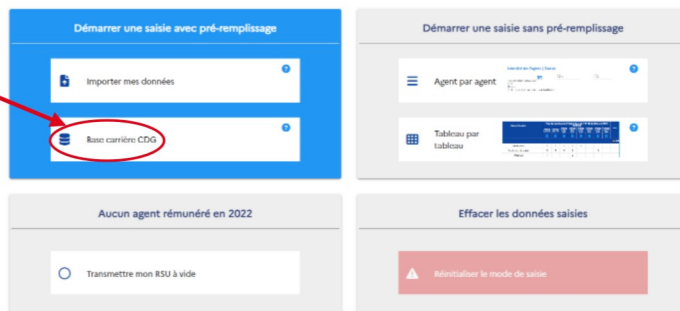 Démarrer une saisie avec pré-remplissage
Importer mes données
Base carrière CDG
Démarrer une saisie sans pré-remplissage
Agent par agent
Tableau par
tableau
Aucun agent rémunéré en 2022
Transmettre mon RSU à vide
Effacer les données saisies
Réinitialiser le mode de saisie